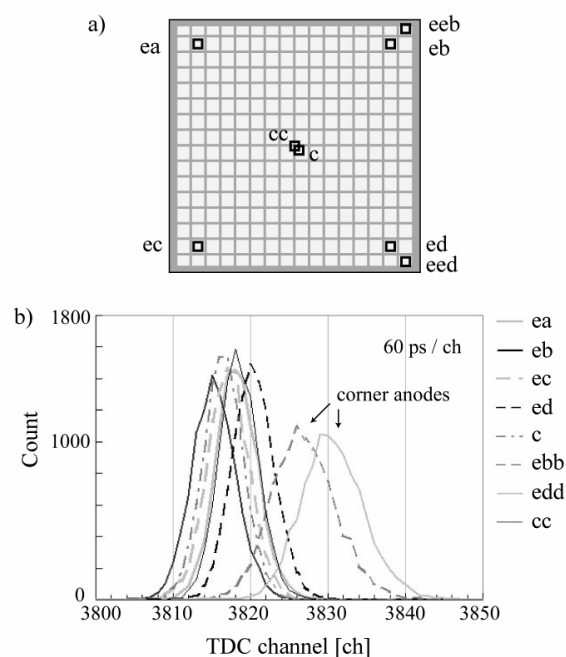 a)
eeb
ea
eb
cc
c
ec
ed
eed
b)
1800
1000
0
Count
60 ps / ch
corner anodes
3800 3810 3820 3830 3840 3850
TDC channel [ch]
ea
eb
ec
ed
c
ebb
edd
cc